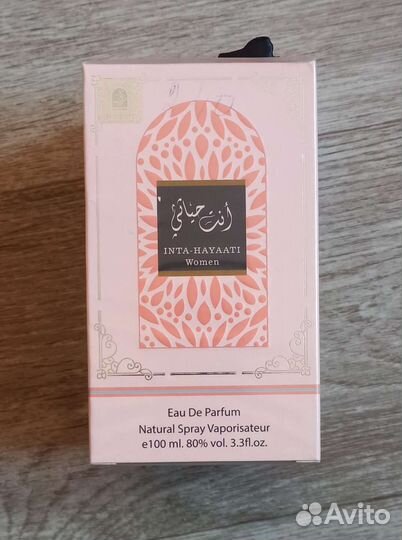 أنت حياتي
INTA-HAYAATI
Women
Eau De Parfum
Natural Spray Vaporisateur
e100 ml. 80% vol. 3.3fl.oz.
Avito